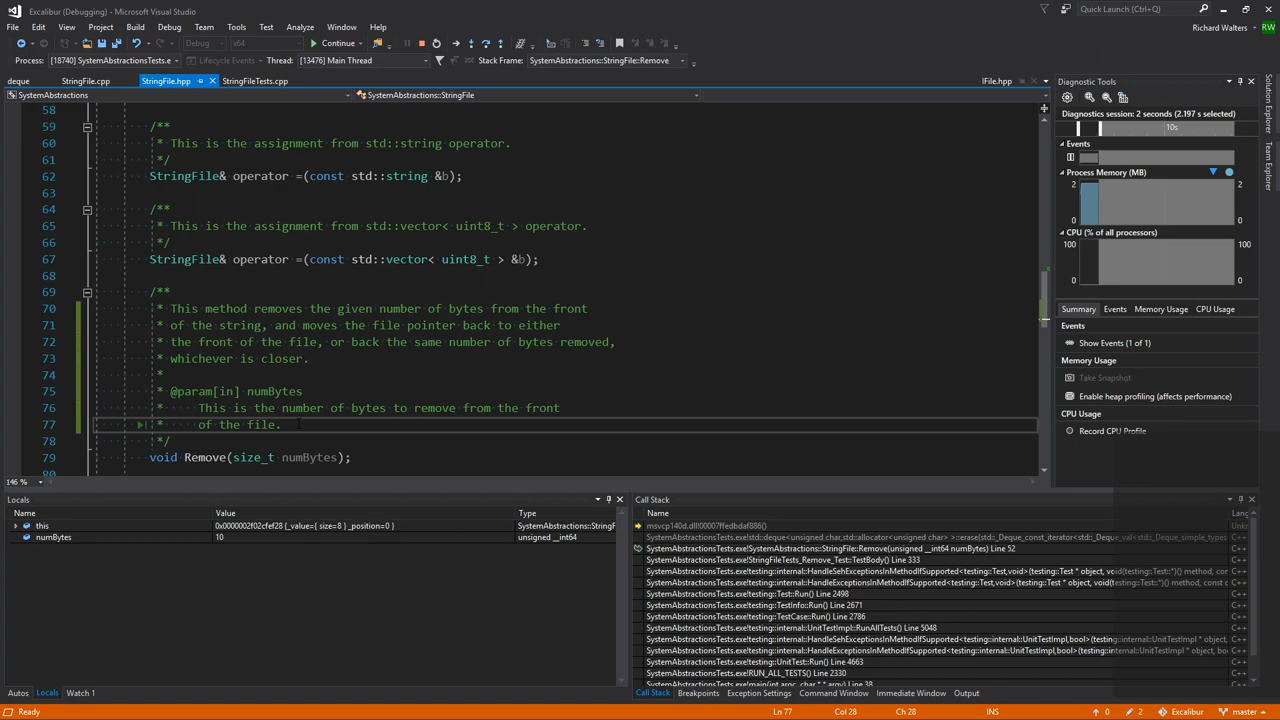 Excalibur (Debugging) - Microsoft Visual Studio
Quick Launch (Ctrl+Q)
File Edit View Project Build Debug Team Tools Test Analyze Window Help
Richard Walters RW
Debug x64 Continue
Process: [18740] SystemAbstractionsTests.e Lifecycle Events Thread: [13476] Main Thread Stack Frame: SystemAbstractions::StringFile::Remove
deque StringFile.cpp StringFile.hpp StringFileTests.cpp IFile.hpp
SystemAbstractions SystemAbstractions::StringFile
58
59 /**
60 * This is the assignment from std::string operator.
61 */
62 StringFile& operator =(const std::string &b);
63
64 /**
65 * This is the assignment from std::vector< uint8_t > operator.
66 */
67 StringFile& operator =(const std::vector< uint8_t > &b);
68
69 /**
70 * This method removes the given number of bytes from the front
71 * of the string, and moves the file pointer back to either
72 * the front of the file, or back the same number of bytes removed,
73 * whichever is closer.
74 *
75 * @param[in] numBytes
76 * This is the number of bytes to remove from the front
77 * of the file.
78 */
79 void Remove(size_t numBytes);
80
146 %
Diagnostic Tools
Diagnostics session: 2 seconds (2.197 s selected)
10s
Events
Process Memory (MB)
2 2
0 0
CPU (% of all processors)
100 100
0 0
Summary Events Memory Usage CPU Usage
Events
Show Events (1 of 1)
Memory Usage
Take Snapshot
Enable heap profiling (affects performance)
CPU Usage
Record CPU Profile
Solution Explorer
Team Explorer
Locals
Name Value Type
this 0x0000002f02cfef28 {_value={ size=8 } _position=0 } SystemAbstractions::StringF
numBytes 10 unsigned __int64
Autos Locals Watch 1
Call Stack
Name Lang
msvcp140d.dll!00007ffedbdaf886() Unkn
SystemAbstractionsTests.exe!std::deque<unsigned char,std::allocator<unsigned char> >::erase(std::_Deque_const_iterator<std::_Deque_val<std::_Deque_simple_types C++
SystemAbstractionsTests.exe!SystemAbstractions::StringFile::Remove(unsigned __int64 numBytes) Line 52 C++
SystemAbstractionsTests.exe!StringFileTests_Remove_Test::TestBody() Line 333 C++
SystemAbstractionsTests.exe!testing::internal::HandleSehExceptionsInMethodIfSupported<testing::Test,void>(testing::Test * object, void(testing::Test::*)() method, const C++
SystemAbstractionsTests.exe!testing::internal::HandleExceptionsInMethodIfSupported<testing::Test,void>(testing::Test * object, void(testing::Test::*)() method, const cha C++
SystemAbstractionsTests.exe!testing::Test::Run() Line 2498 C++
SystemAbstractionsTests.exe!testing::TestInfo::Run() Line 2671 C++
SystemAbstractionsTests.exe!testing::TestCase::Run() Line 2786 C++
SystemAbstractionsTests.exe!testing::internal::UnitTestImpl::RunAllTests() Line 5048 C++
SystemAbstractionsTests.exe!testing::internal::HandleSehExceptionsInMethodIfSupported<testing::internal::UnitTestImpl,bool>(testing::internal::UnitTestImpl * object, C++
SystemAbstractionsTests.exe!testing::internal::HandleExceptionsInMethodIfSupported<testing::internal::UnitTestImpl,bool>(testing::internal::UnitTestImpl * object, bo C++
SystemAbstractionsTests.exe!testing::UnitTest::Run() Line 4663 C++
SystemAbstractionsTests.exe!RUN_ALL_TESTS() Line 2330 C++
SystemAbstractionsTests.exe!main(int argc, char * * argv) Line 38 C++
Call Stack Breakpoints Exception Settings Command Window Immediate Window Output
Ready Ln 77 Col 28 Ch 28 INS 0 2 Excalibur master